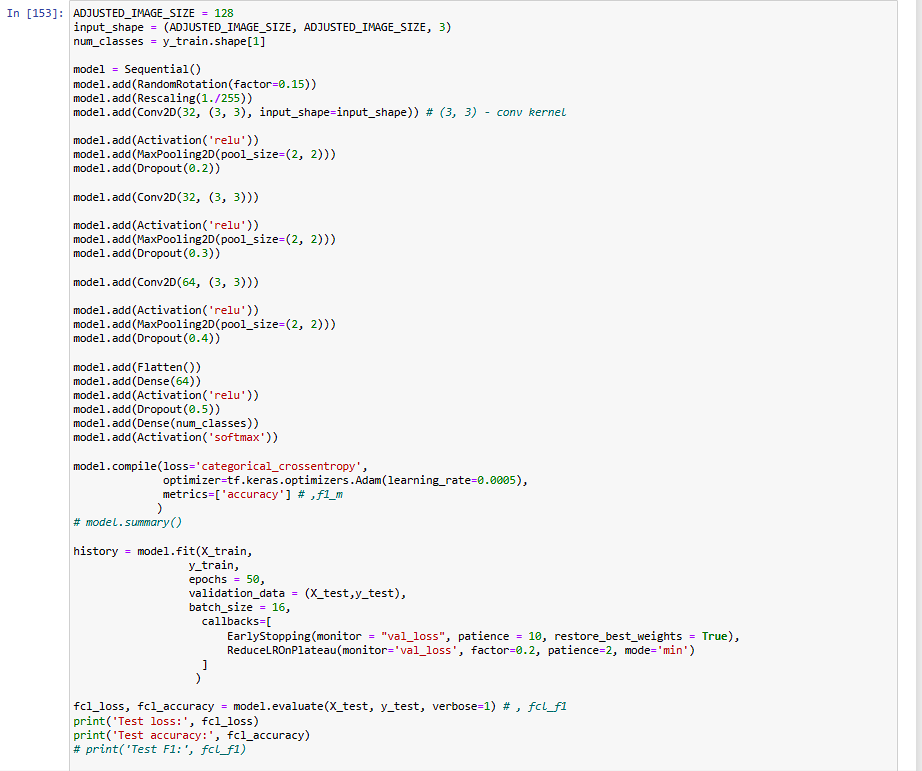 In [153]:
ADJUSTED_IMAGE_SIZE = 128
input_shape = (ADJUSTED_IMAGE_SIZE, ADJUSTED_IMAGE_SIZE, 3)
num_classes = y_train.shape[1]

model = Sequential()
model.add(RandomRotation(factor=0.15))
model.add(Rescaling(1./255))
model.add(Conv2D(32, (3, 3), input_shape=input_shape)) # (3, 3) - conv kernel

model.add(Activation('relu'))
model.add(MaxPooling2D(pool_size=(2, 2)))
model.add(Dropout(0.2))

model.add(Conv2D(32, (3, 3)))

model.add(Activation('relu'))
model.add(MaxPooling2D(pool_size=(2, 2)))
model.add(Dropout(0.3))

model.add(Conv2D(64, (3, 3)))

model.add(Activation('relu'))
model.add(MaxPooling2D(pool_size=(2, 2)))
model.add(Dropout(0.4))

model.add(Flatten())
model.add(Dense(64))
model.add(Activation('relu'))
model.add(Dropout(0.5))
model.add(Dense(num_classes))
model.add(Activation('softmax'))

model.compile(loss='categorical_crossentropy',
              optimizer=tf.keras.optimizers.Adam(learning_rate=0.0005),
              metrics=['accuracy'] # ,f1_m
             )
# model.summary()

history = model.fit(X_train,
                  y_train,
                  epochs = 50,
                  validation_data = (X_test,y_test),
                  batch_size = 16,
                    callbacks=[
                        EarlyStopping(monitor = "val_loss", patience = 10, restore_best_weights = True),
                        ReduceLROnPlateau(monitor='val_loss', factor=0.2, patience=2, mode='min')
                    ]
                   )

fcl_loss, fcl_accuracy = model.evaluate(X_test, y_test, verbose=1) # , fcl_f1
print('Test loss:', fcl_loss)
print('Test accuracy:', fcl_accuracy)
# print('Test F1:', fcl_f1)